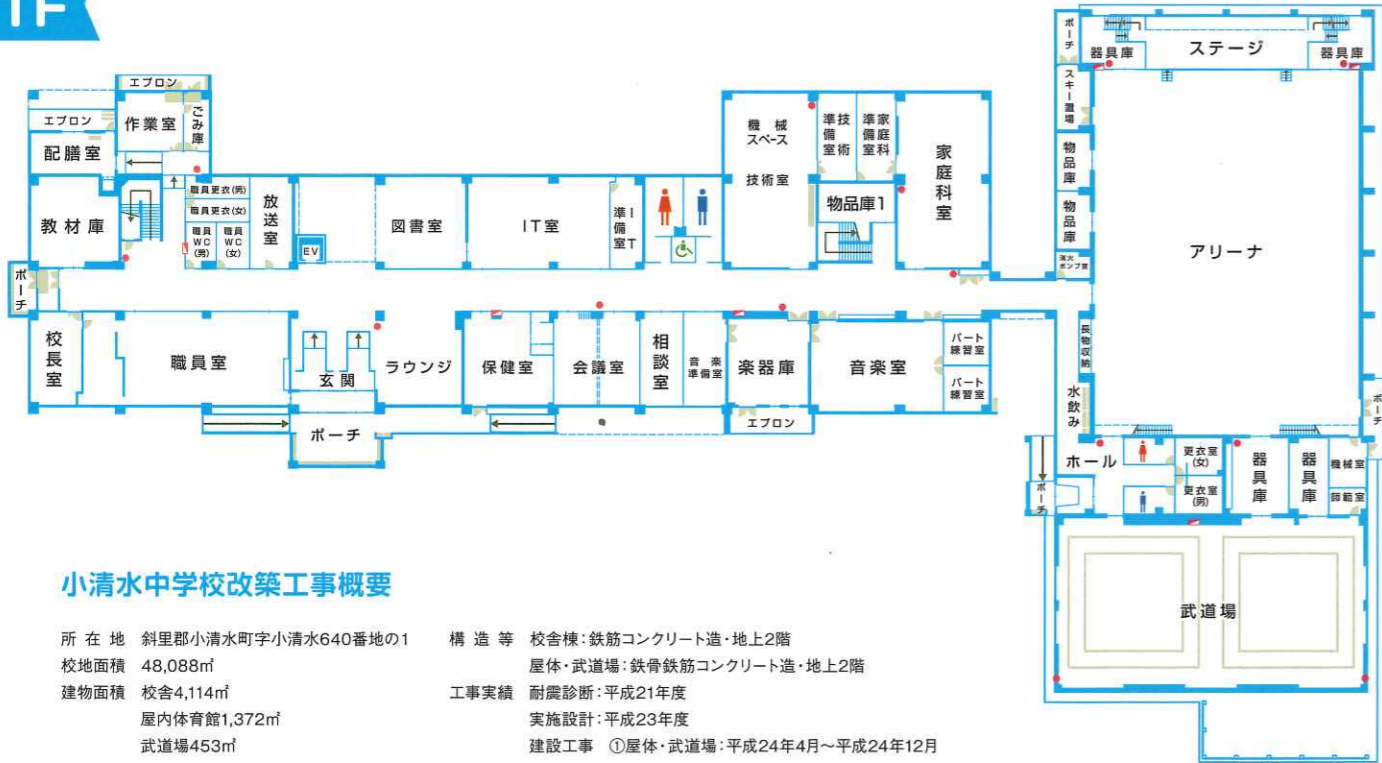 1F
ポーチ
器具庫
ステージ
器具庫
スキー置場
エプロン
エプロン
作業室
ごみ庫
配膳室
機械
スペース
技術室
技術
準備室
家庭科
準備室
家庭科室
物品庫
物品庫
教材庫
職員更衣(男)
職員更衣(女)
職員
WC
(男)
職員
WC
(女)
放送室
EV
図書室
IT室
IT
準備室
物品庫1
アリーナ
消火
ポンプ室
ポーチ
校長室
職員室
玄関
ラウンジ
保健室
会議室
相談室
音楽
準備室
楽器庫
音楽室
パート
練習室
パート
練習室
長物収納
水飲み
ポーチ
ポーチ
エプロン
ホール
更衣室
(女)
更衣室
(男)
器具庫
器具庫
機械室
師範室
ポーチ
武道場
小清水中学校改築工事概要
所在地 斜里郡小清水町字小清水640番地の1
校地面積 48,088㎡
建物面積 校舎4,114㎡
屋内体育館1,372㎡
武道場453㎡
構造等 校舎棟:鉄筋コンクリート造・地上2階
屋体・武道場:鉄骨鉄筋コンクリート造・地上2階
工事実績 耐震診断:平成21年度
実施設計:平成23年度
建設工事 ①屋体・武道場:平成24年4月～平成24年12月